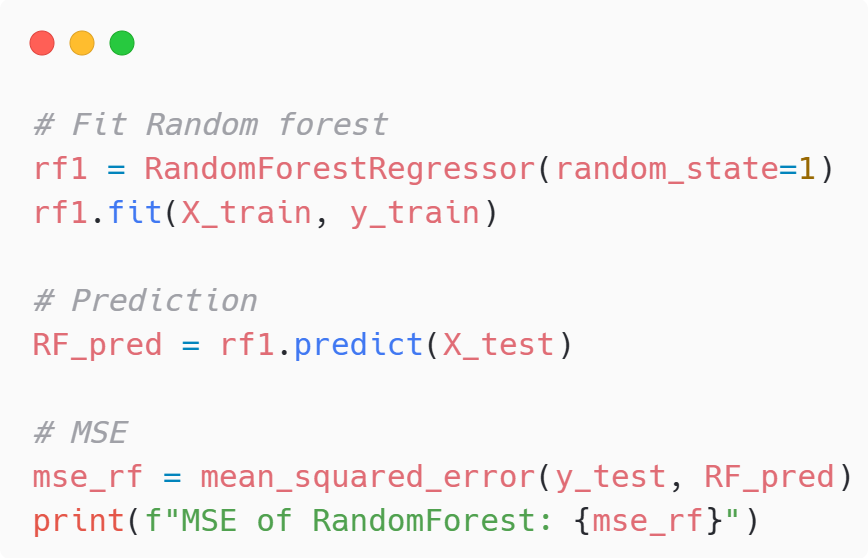 # Fit Random forest
rf1 = RandomForestRegressor(random_state=1)
rf1.fit(X_train, y_train)
# Prediction
RF_pred = rf1.predict(X_test)
# MSE
mse_rf = mean_squared_error(y_test, RF_pred)
print(f"MSE of RandomForest: {mse_rf}")